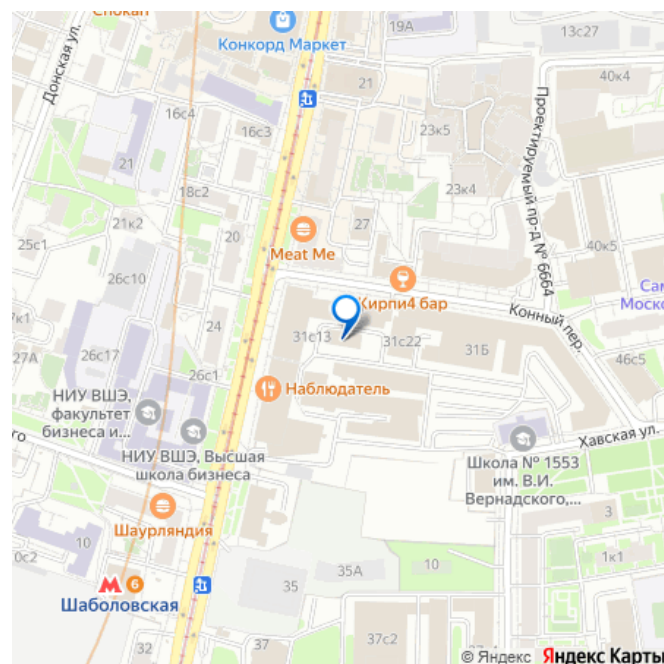 Спокан
Конкорд Маркет
19А
13с27
Донская ул.
21
40к4
16с4
16с3
23к5
Проектируемый пр-д № 6664
21
18с2
23к4
21к2
20
27
25с1
Meat Me
40к5
26с10
Кирпи4 бар
Сам
Моско
Конный пер.
24
31с13
31с22
31Б
27А
26с17
46с5
26с1
Наблюдатель
НИУ ВШЭ,
факультет
бизнеса и...
НИУ ВШЭ, Высшая
школа бизнеса
Хавская ул.
Школа № 1553
им. В.И.
Вернадского,...
Шаурляндия
3
10
0с2
10
35А
35
1к1
6
Шаболовская
32
37
37с2
© Яндекс Яндекс Карты